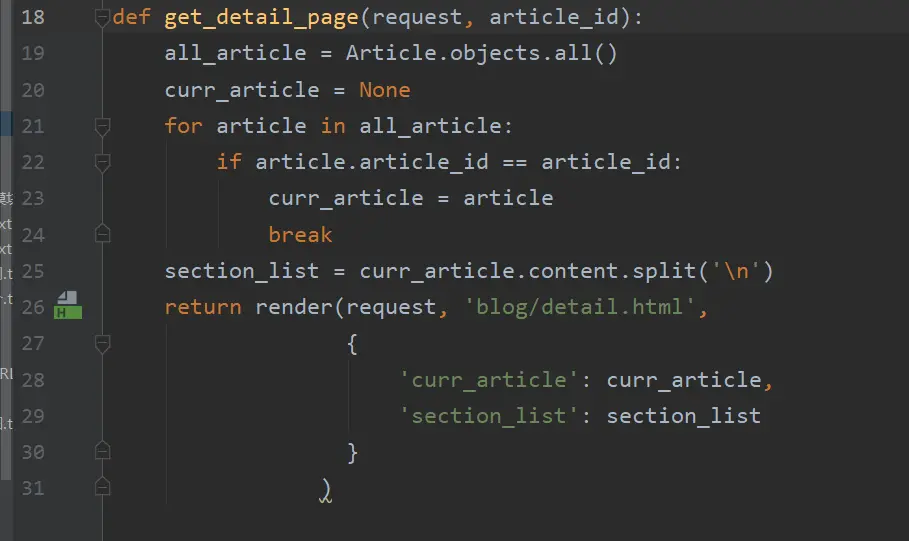 18 def get_detail_page(request, article_id):
19     all_article = Article.objects.all()
20     curr_article = None
21     for article in all_article:
22         if article.article_id == article_id:
23             curr_article = article
24             break
25     section_list = curr_article.content.split('\n')
26     return render(request, 'blog/detail.html',
27                   {
28                       'curr_article': curr_article,
29                       'section_list': section_list
30                   }
31                 )